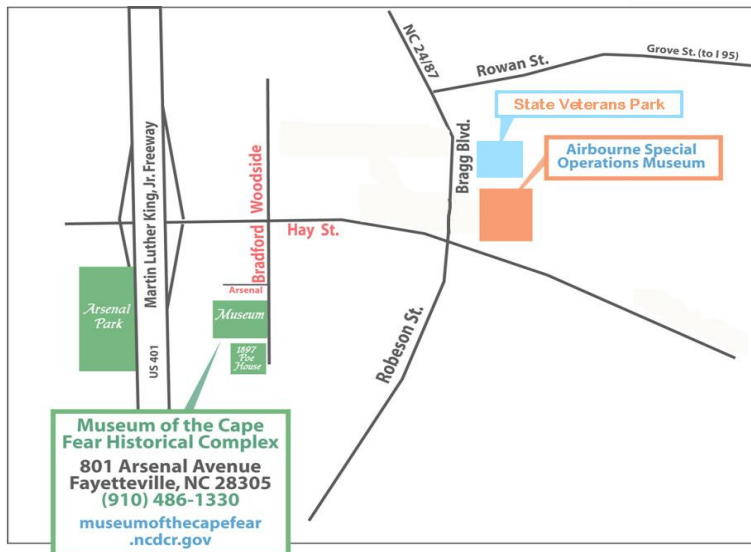 NC 24/87
Rowan St.
Grove St. (to I 95)
State Veterans Park
Airbourne Special
Operations Museum
Bragg Blvd.
Martin Luther King, Jr. Freeway
US 401
Woodside
Bradford
Hay St.
Arsenal
Arsenal
Park
Museum
1897
Poe
House
Robeson St.
Museum of the Cape
Fear Historical Complex
801 Arsenal Avenue
Fayetteville, NC 28305
(910) 486-1330
museumofthecapefear
.ncdcr.gov